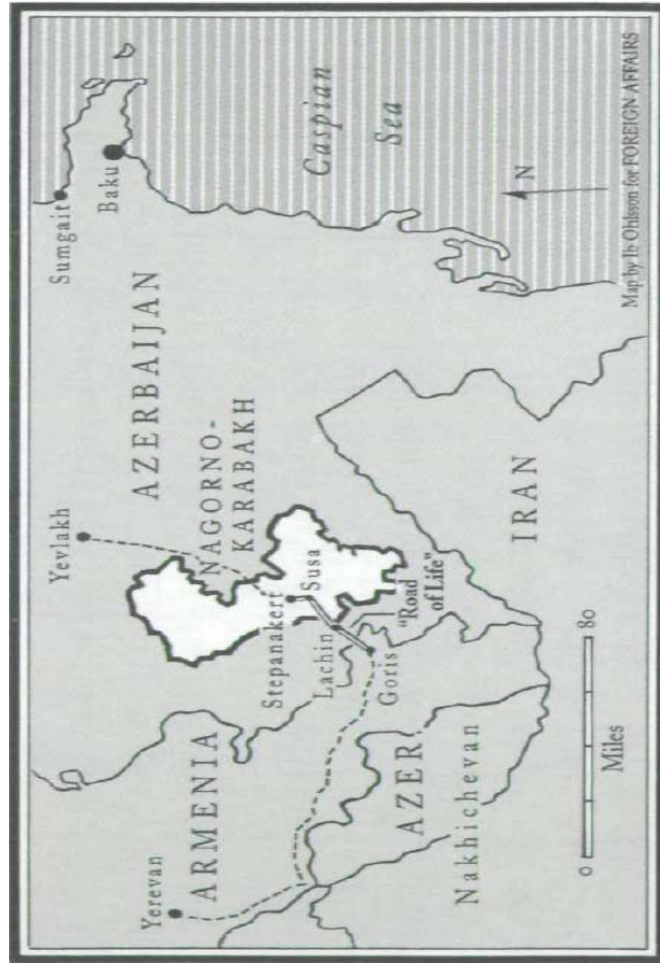 Sumgait
Baku
Caspian
Sea
N
Map by Ib Ohlsson for FOREIGN AFFAIRS
AZERBAIJAN
Yevlakh
NAGORNO-
KARABAKH
Stepanakert
Susa
Lachin
"Road
of Life"
Goris
IRAN
ARMENIA
Yerevan
AZER
Nakhichevan
0
80
Miles